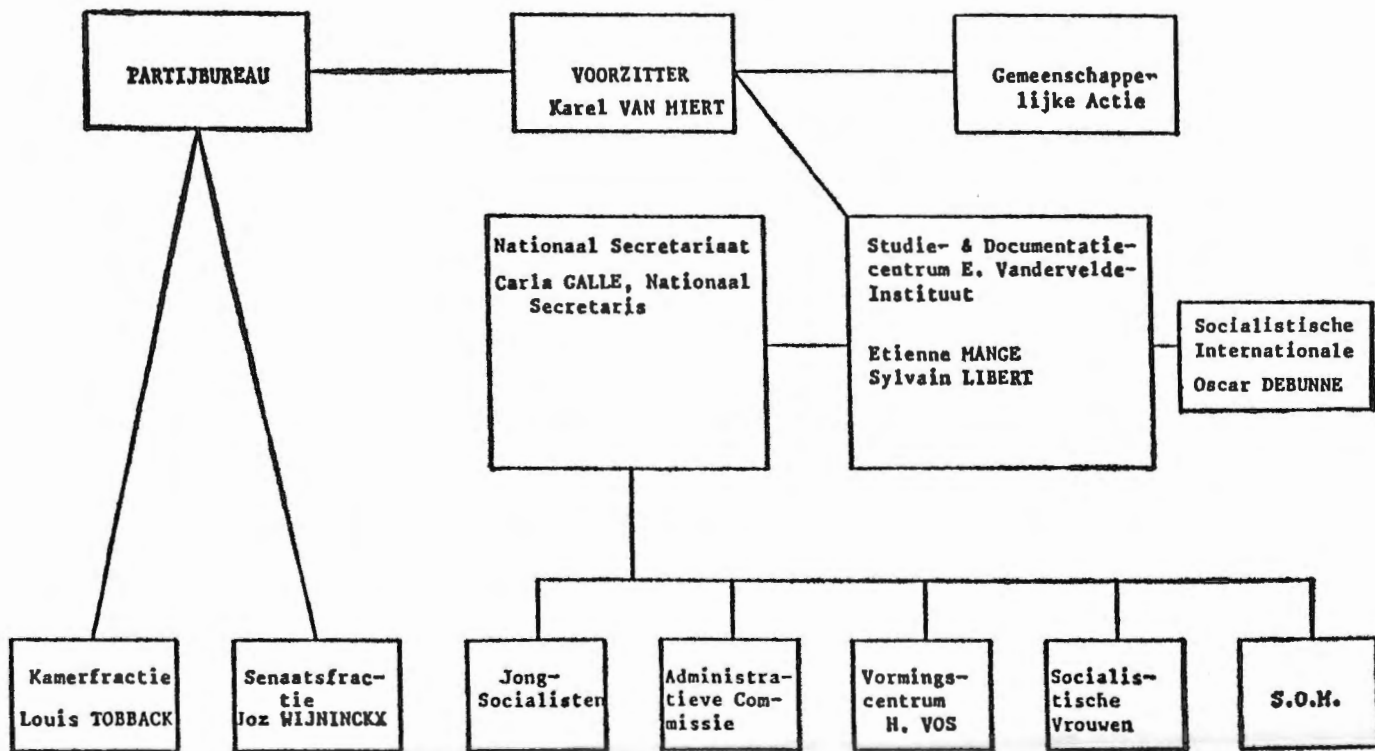 PARTIJBUREAU
VOORZITTER
Karel VAN MIERT
Gemeenschappe-
lijke Actie
Nationaal Secretariaat
Carla GALLE, Nationaal
Secretaris
Studie- & Documentatie-
centrum E. Vandervelde-
Instituut
Etienne MANGE
Sylvain LIBERT
Socialistische
Internationale
Oscar DEBUNNE
Kamerfractie
Louis TOBBACK
Senaatsfrac-
tie
Joz WIJNINCKX
Jong-
Socialisten
Administra-
tieve Com-
missie
Vormings-
centrum
H. VOS
Socialis-
tische
Vrouwen
S.O.M.